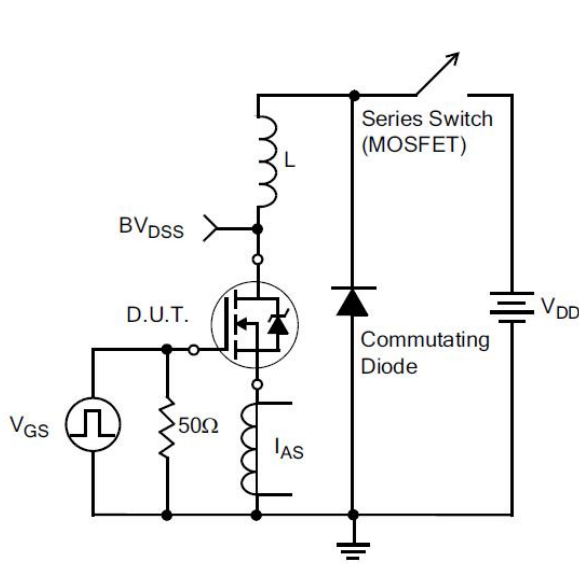 Series Switch
(MOSFET)
L
BVDSS
D.U.T.
VDD
Commutating
Diode
VGS
50Ω
IAS